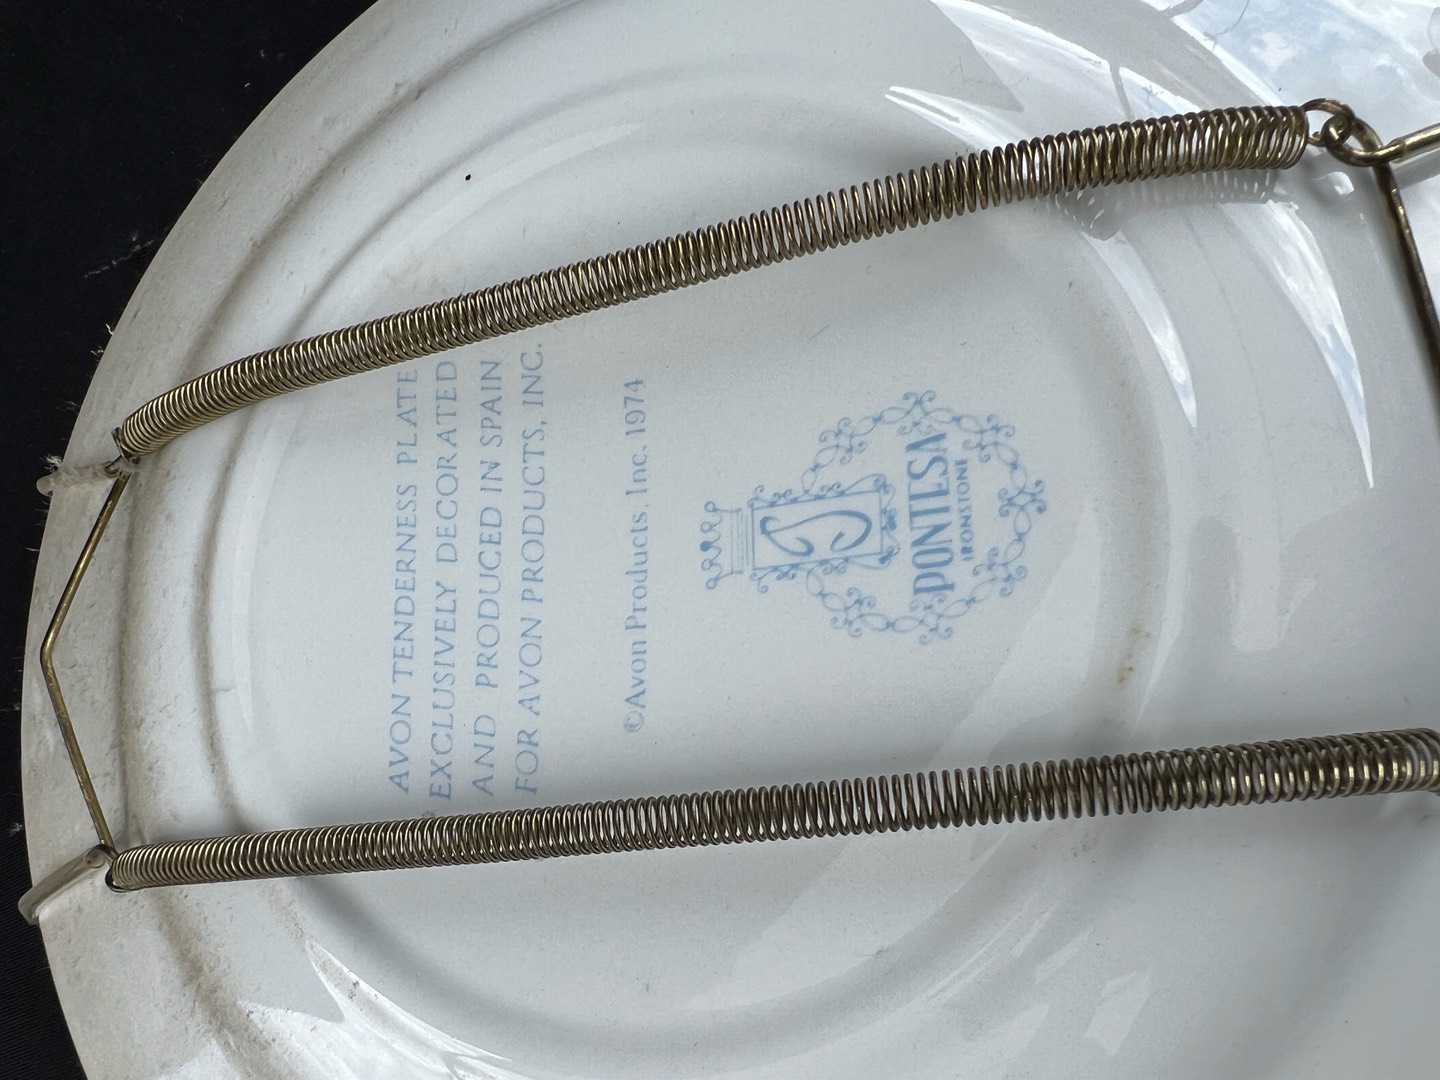 AVON TENDERNESS PLATE
EXCLUSIVELY DECORATED
AND PRODUCED IN SPAIN
FOR AVON PRODUCTS, INC.
©Avon Products, Inc. 1974
PONTESA
IRONSTONE